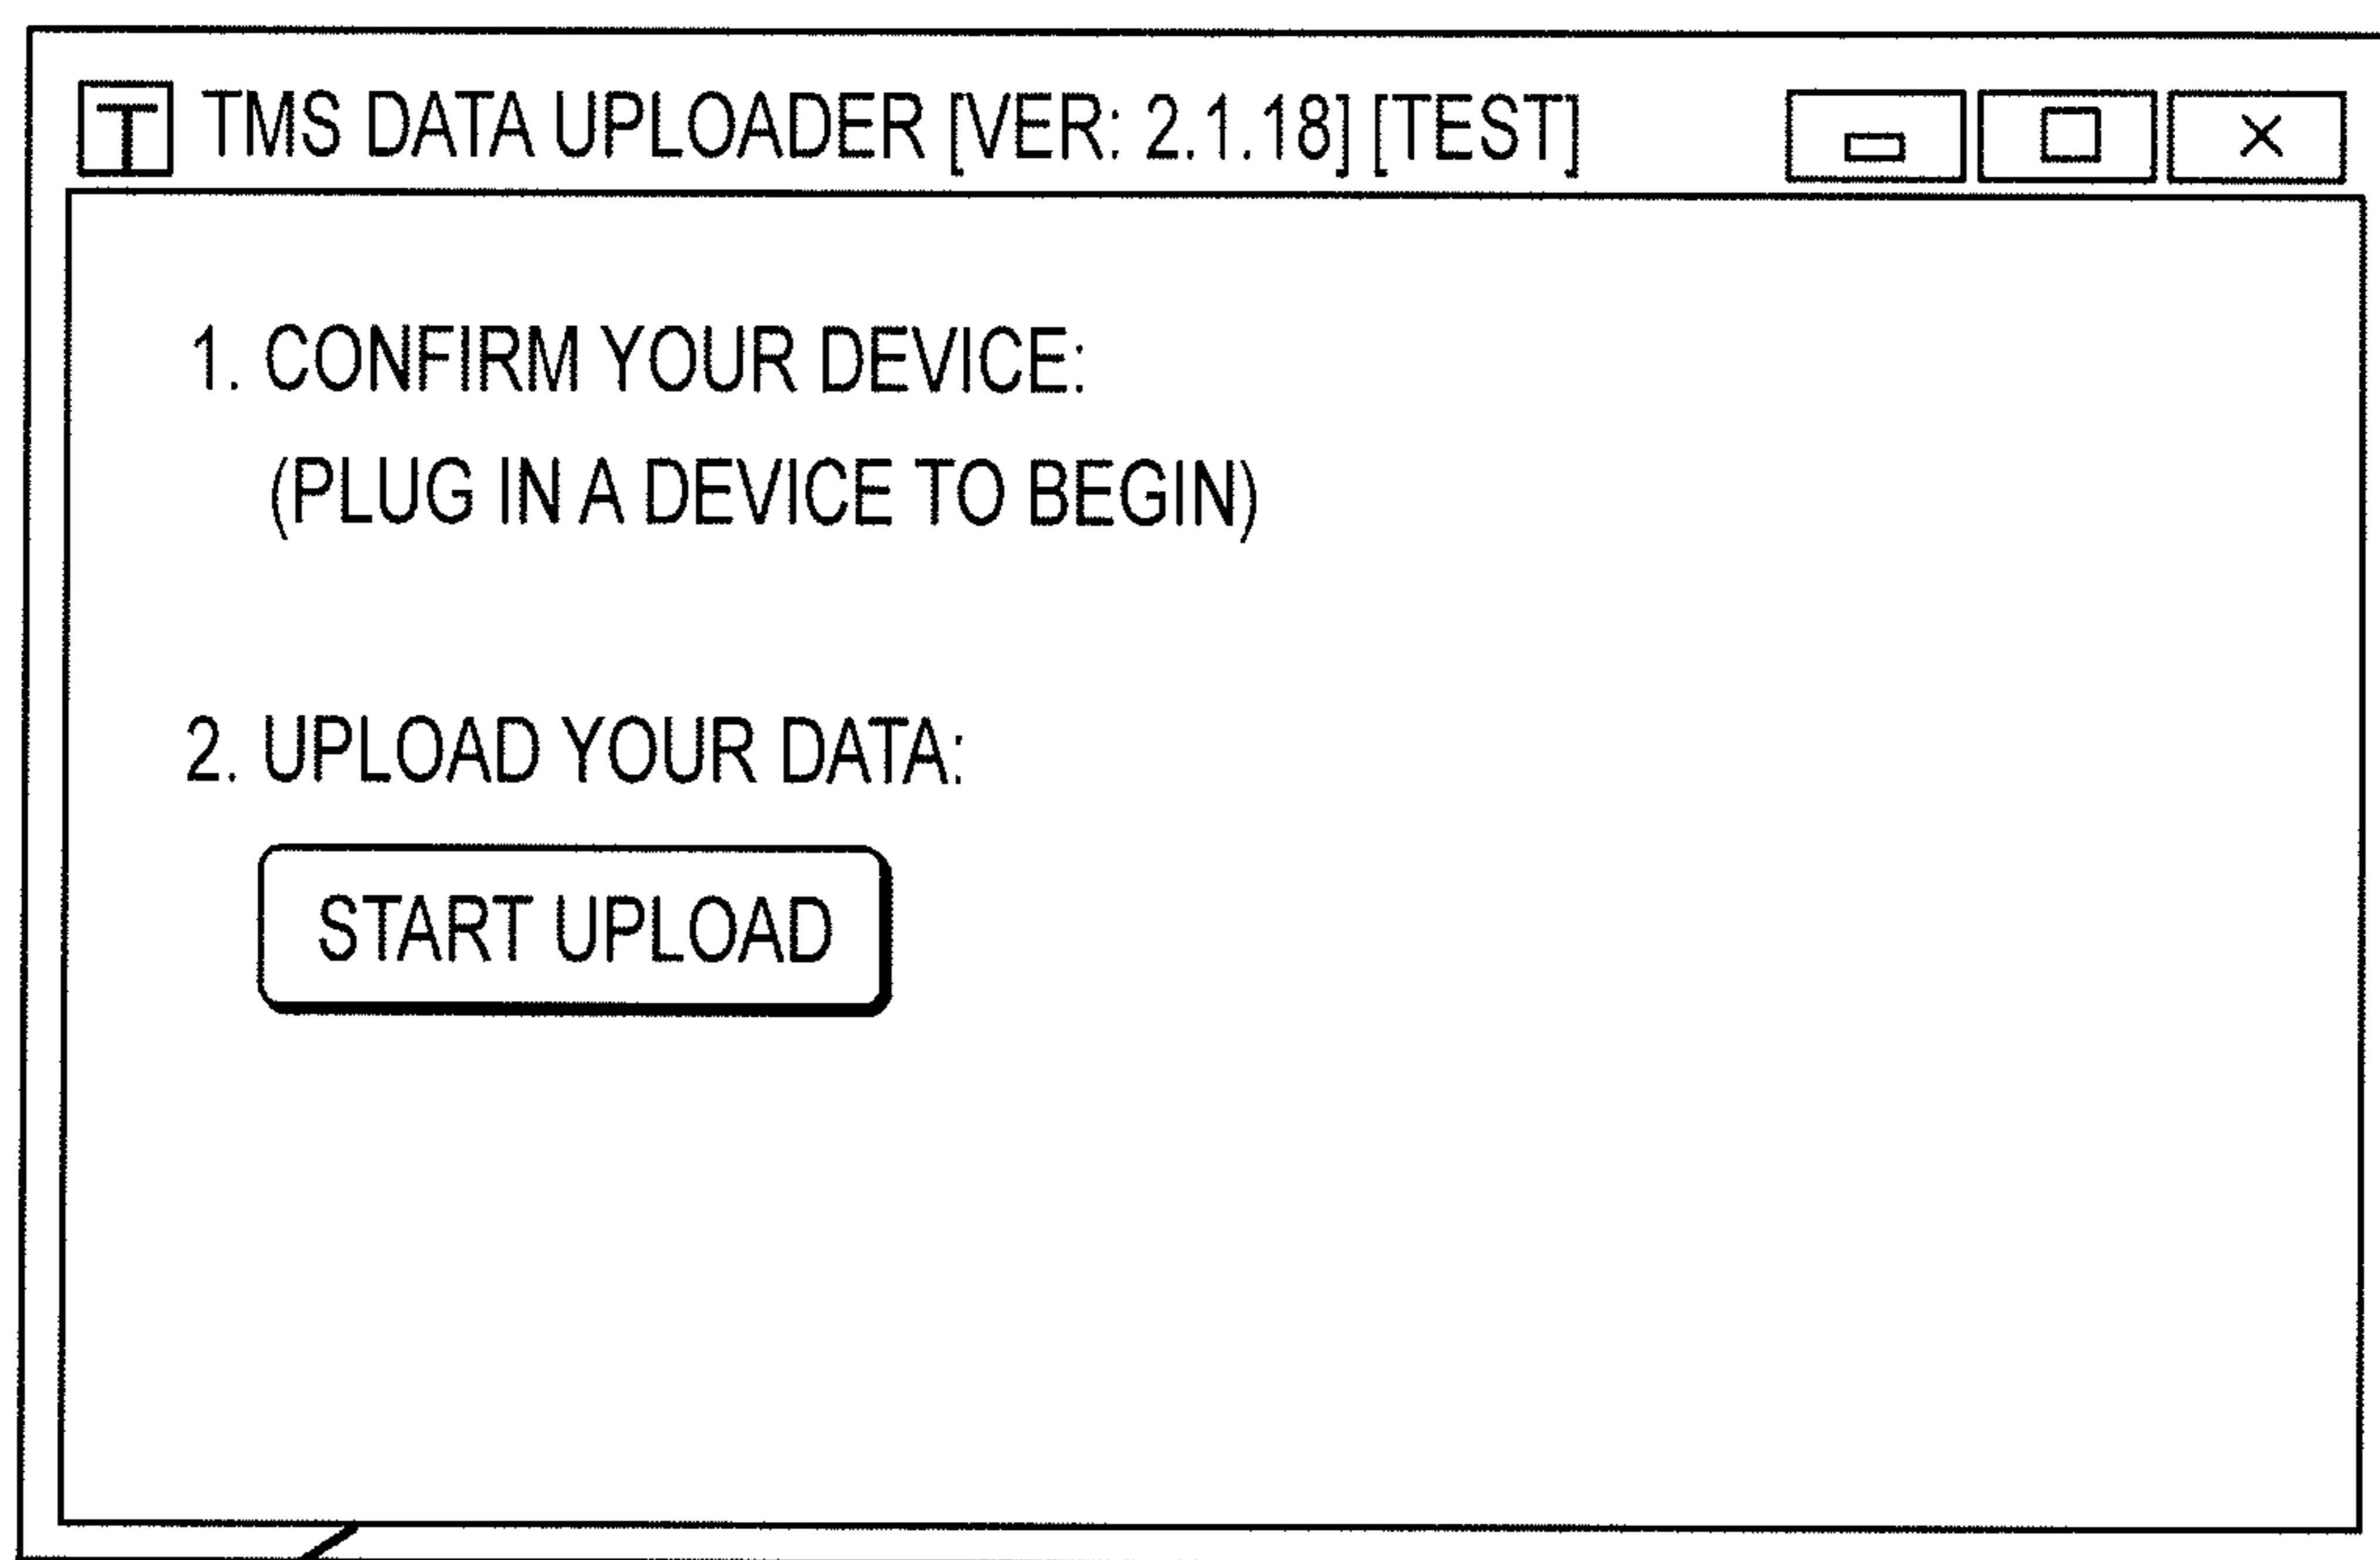 T TMS DATA UPLOADER [VER: 2.1.18] [TEST]
1. CONFIRM YOUR DEVICE:
(PLUG IN A DEVICE TO BEGIN)
2. UPLOAD YOUR DATA:
START UPLOAD